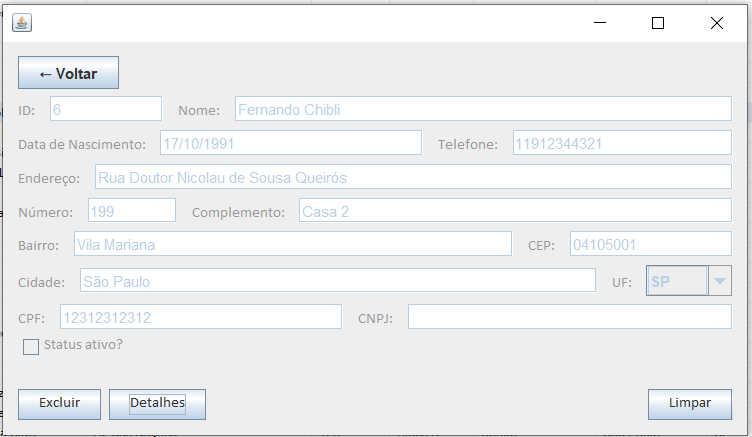 ← Voltar
ID: 6 Nome: Fernando Chibli
Data de Nascimento: 17/10/1991 Telefone: 11912344321
Endereço: Rua Doutor Nicolau de Sousa Queirós
Número: 199 Complemento: Casa 2
Bairro: Vila Mariana CEP: 04105001
Cidade: São Paulo UF: SP
CPF: 12312312312 CNPJ:
Status ativo?
Excluir Detalhes Limpar